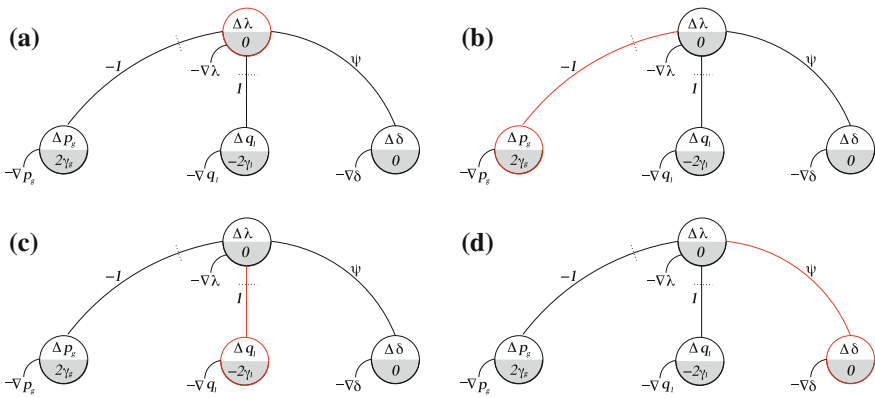 (a)
Δλ
0
-1
-∇λ
1
ψ
Δp_g
2γ_g
-∇p_g
Δq_l
-2γ_l
-∇q_l
Δδ
0
-∇δ
(b)
Δλ
0
-1
-∇λ
1
ψ
Δp_g
2γ_g
-∇p_g
Δq_l
-2γ_l
-∇q_l
Δδ
0
-∇δ
(c)
Δλ
0
-1
-∇λ
1
ψ
Δp_g
2γ_g
-∇p_g
Δq_l
-2γ_l
-∇q_l
Δδ
0
-∇δ
(d)
Δλ
0
-1
-∇λ
1
ψ
Δp_g
2γ_g
-∇p_g
Δq_l
-2γ_l
-∇q_l
Δδ
0
-∇δ